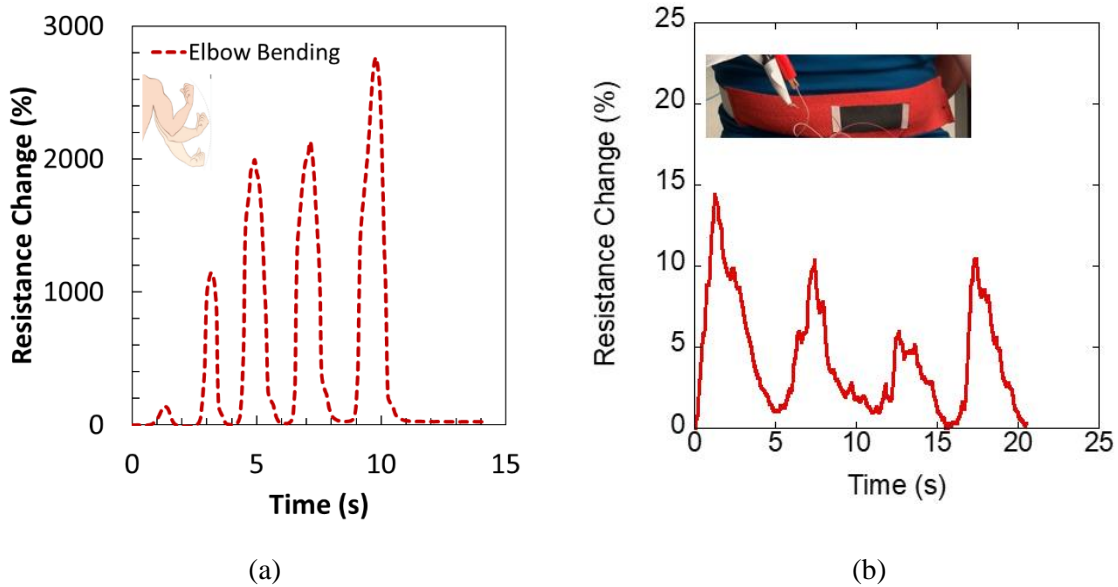 3000
2000
1000
0
Resistance Change (%)
Elbow Bending
0 5 10 15
Time (s)
(a)
25
20
15
10
5
0
Resistance Change (%)
0 5 10 15 20 25
Time (s)
(b)